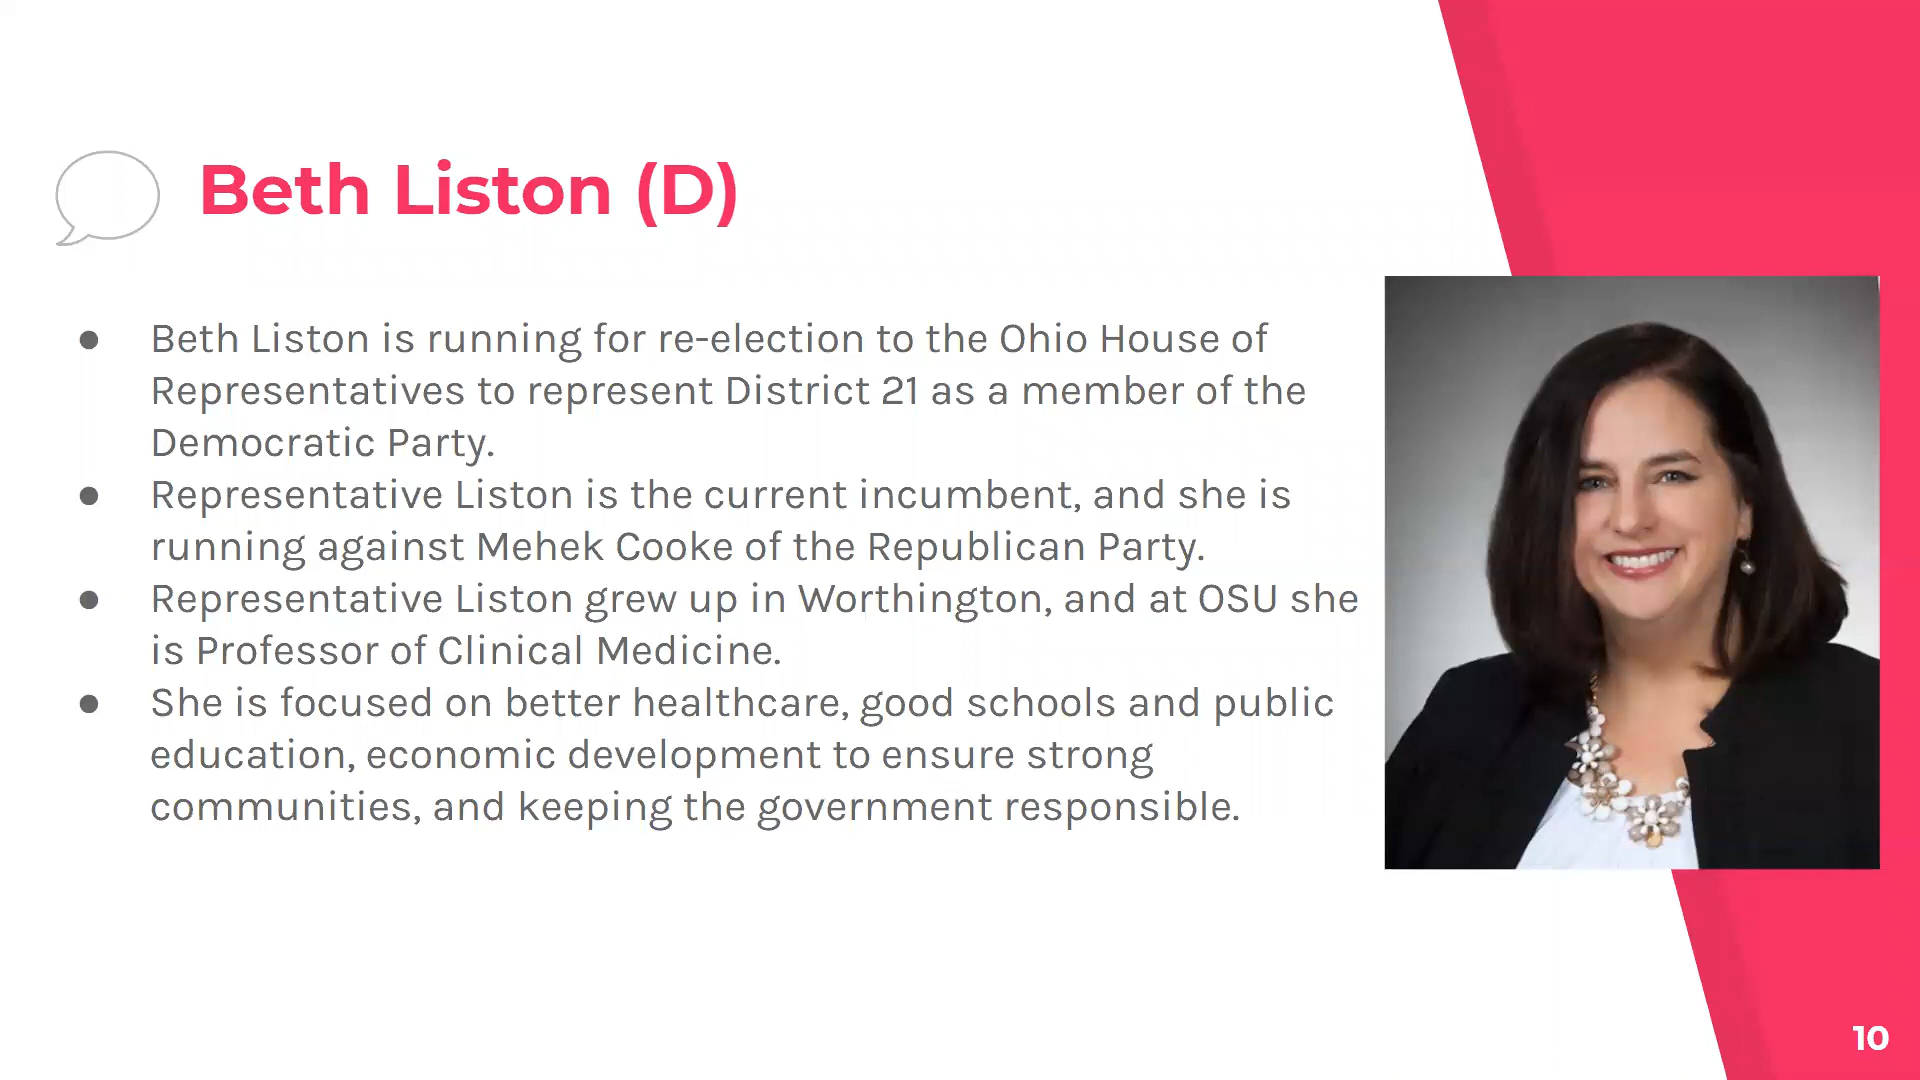 Beth Liston (D)
● Beth Liston is running for re-election to the Ohio House of
Representatives to represent District 21 as a member of the
Democratic Party.
● Representative Liston is the current incumbent, and she is
running against Mehek Cooke of the Republican Party.
● Representative Liston grew up in Worthington, and at OSU she
is Professor of Clinical Medicine.
● She is focused on better healthcare, good schools and public
education, economic development to ensure strong
communities, and keeping the government responsible.
10